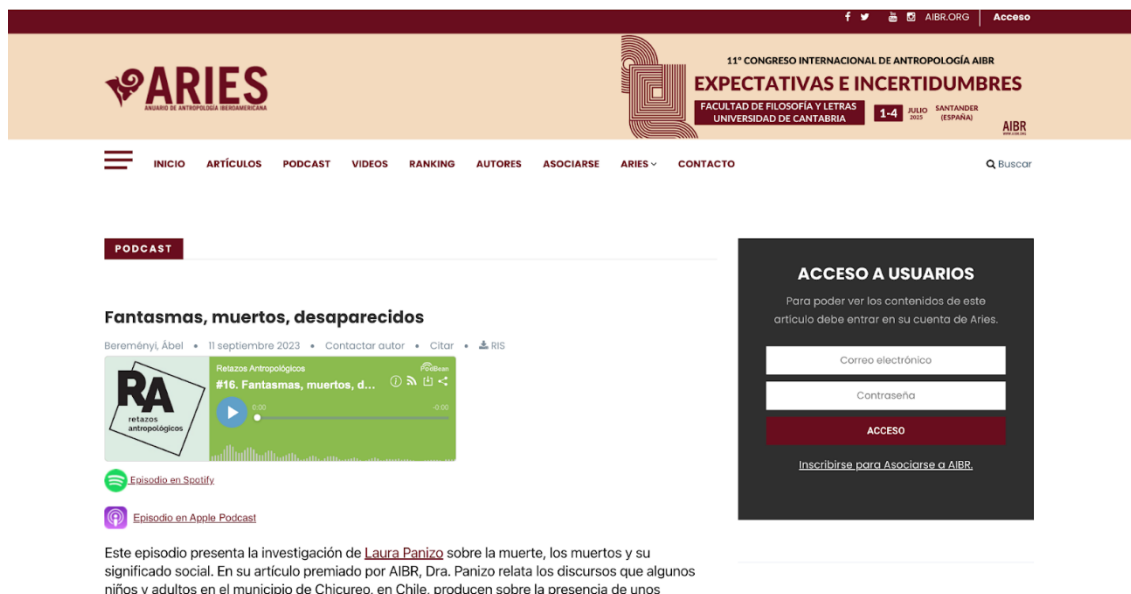 AIBR.ORG Acceso
ARIES
ANUARIO DE ANTROPOLOGÍA IBEROAMERICANA
11º CONGRESO INTERNACIONAL DE ANTROPOLOGÍA AIBR
EXPECTATIVAS E INCERTIDUMBRES
FACULTAD DE FILOSOFÍA Y LETRAS
UNIVERSIDAD DE CANTABRIA
1-4
JULIO
2025
SANTANDER
(ESPAÑA)
AIBR
INICIO ARTÍCULOS PODCAST VIDEOS RANKING AUTORES ASOCIARSE ARIES CONTACTO Buscar
PODCAST
Fantasmas, muertos, desaparecidos
Bereményi, Ábel • 11 septiembre 2023 • Contactar autor • Citar • RIS
RA
retazos
antropológicos
Retazos Antropológicos
PodBean
#16. Fantasmas, muertos, d...
0:00 -0:00
Episodio en Spotify
Episodio en Apple Podcast
Este episodio presenta la investigación de Laura Panizo sobre la muerte, los muertos y su
significado social. En su artículo premiado por AIBR, Dra. Panizo relata los discursos que algunos
niños y adultos en el municipio de Chicureo, en Chile, producen sobre la presencia de unos
ACCESO A USUARIOS
Para poder ver los contenidos de este
artículo debe entrar en su cuenta de Aries.
Correo electrónico
Contraseña
ACCESO
Inscribirse para Asociarse a AIBR.